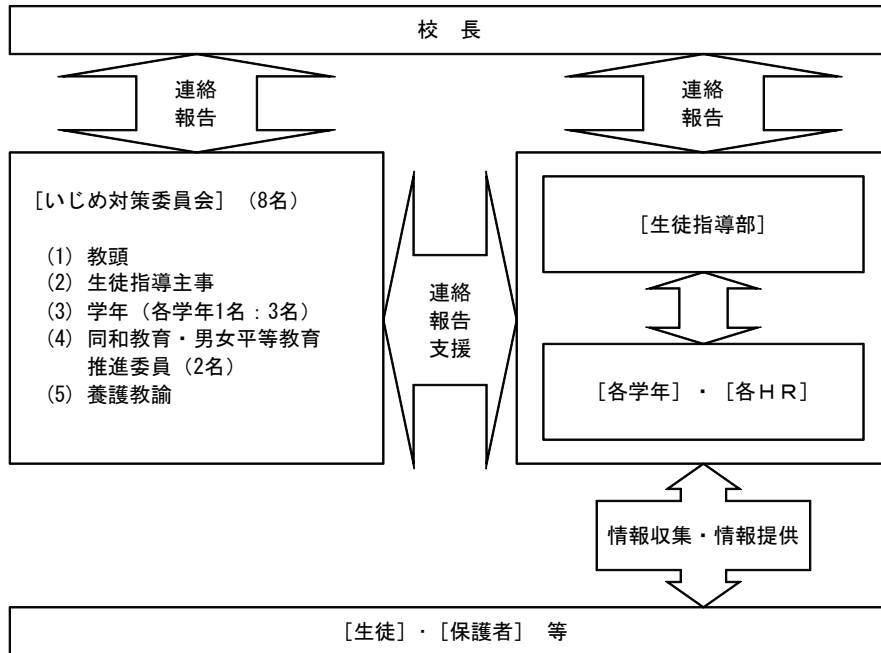 校　長
連絡
報告
連絡
報告
［いじめ対策委員会］（8名）
(1) 教頭
(2) 生徒指導主事
(3) 学年（各学年1名：3名）
(4) 同和教育・男女平等教育
推進委員（2名）
(5) 養護教諭
連絡
報告
支援
［生徒指導部］
［各学年］・［各ＨＲ］
情報収集・情報提供
［生徒］・［保護者］　等